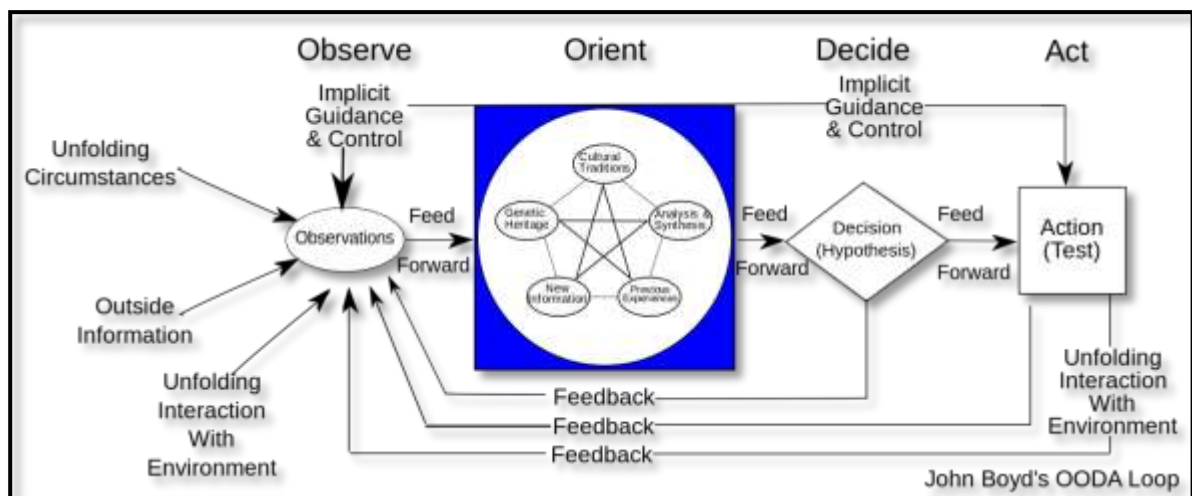 Observe
Orient
Decide
Act
Implicit
Guidance
& Control
Implicit
Guidance
& Control
Unfolding
Circumstances
Observations
Feed
Forward
Cultural
Traditions
Genetic
Heritage
Analysis &
Synthesis
New
Information
Previous
Experiences
Feed
Forward
Decision
(Hypothesis)
Feed
Forward
Action
(Test)
Outside
Information
Unfolding
Interaction
With
Environment
Feedback
Feedback
Feedback
Unfolding
Interaction
With
Environment
John Boyd's OODA Loop